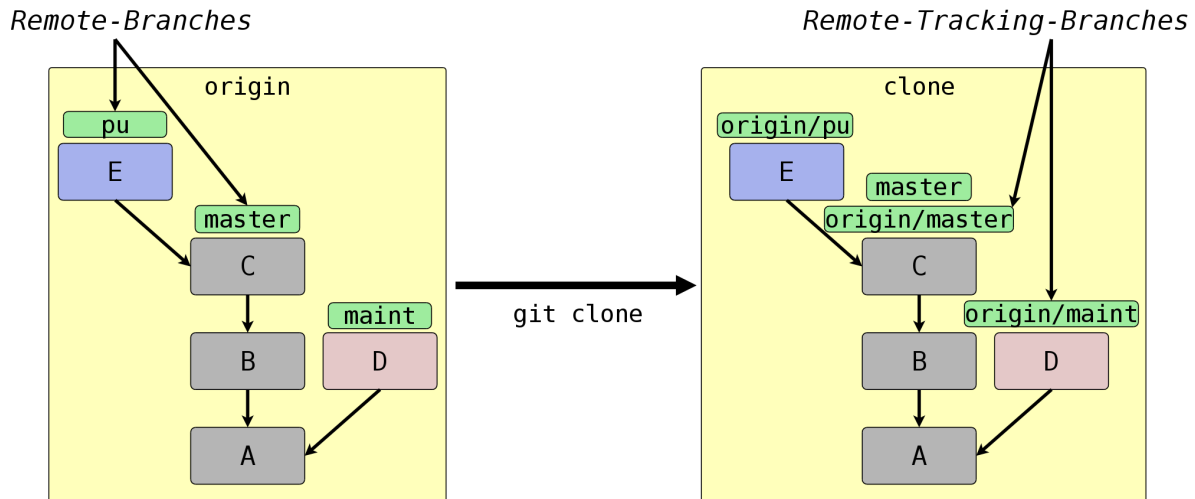 Remote-Branches
Remote-Tracking-Branches
origin
pu
E
master
C
maint
B
D
A
git clone
clone
origin/pu
E
master
origin/master
C
origin/maint
B
D
A